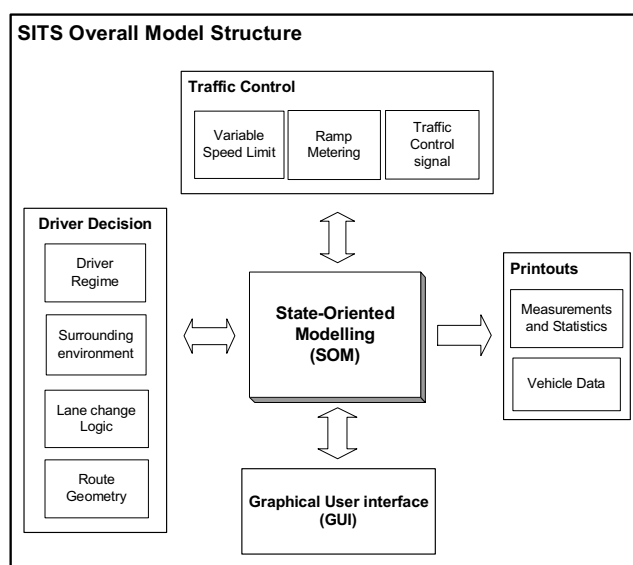 SITS Overall Model Structure
Traffic Control
Variable
Speed Limit
Ramp
Metering
Traffic
Control
signal
Driver Decision
Driver
Regime
Surrounding
environment
Lane change
Logic
Route
Geometry
State-Oriented
Modelling
(SOM)
Printouts
Measurements
and Statistics
Vehicle Data
Graphical User interface
(GUI)